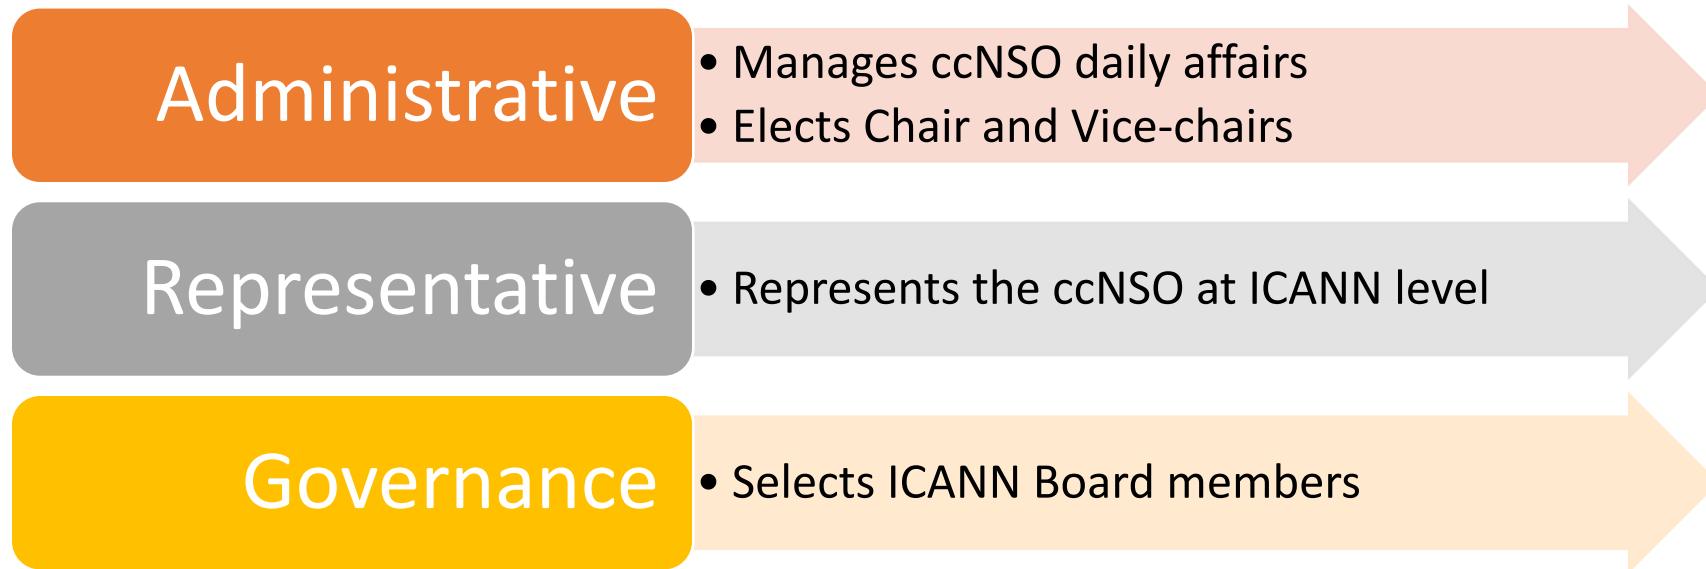 Administrative
• Manages ccNSO daily affairs
• Elects Chair and Vice-chairs
Representative
• Represents the ccNSO at ICANN level
Governance
• Selects ICANN Board members